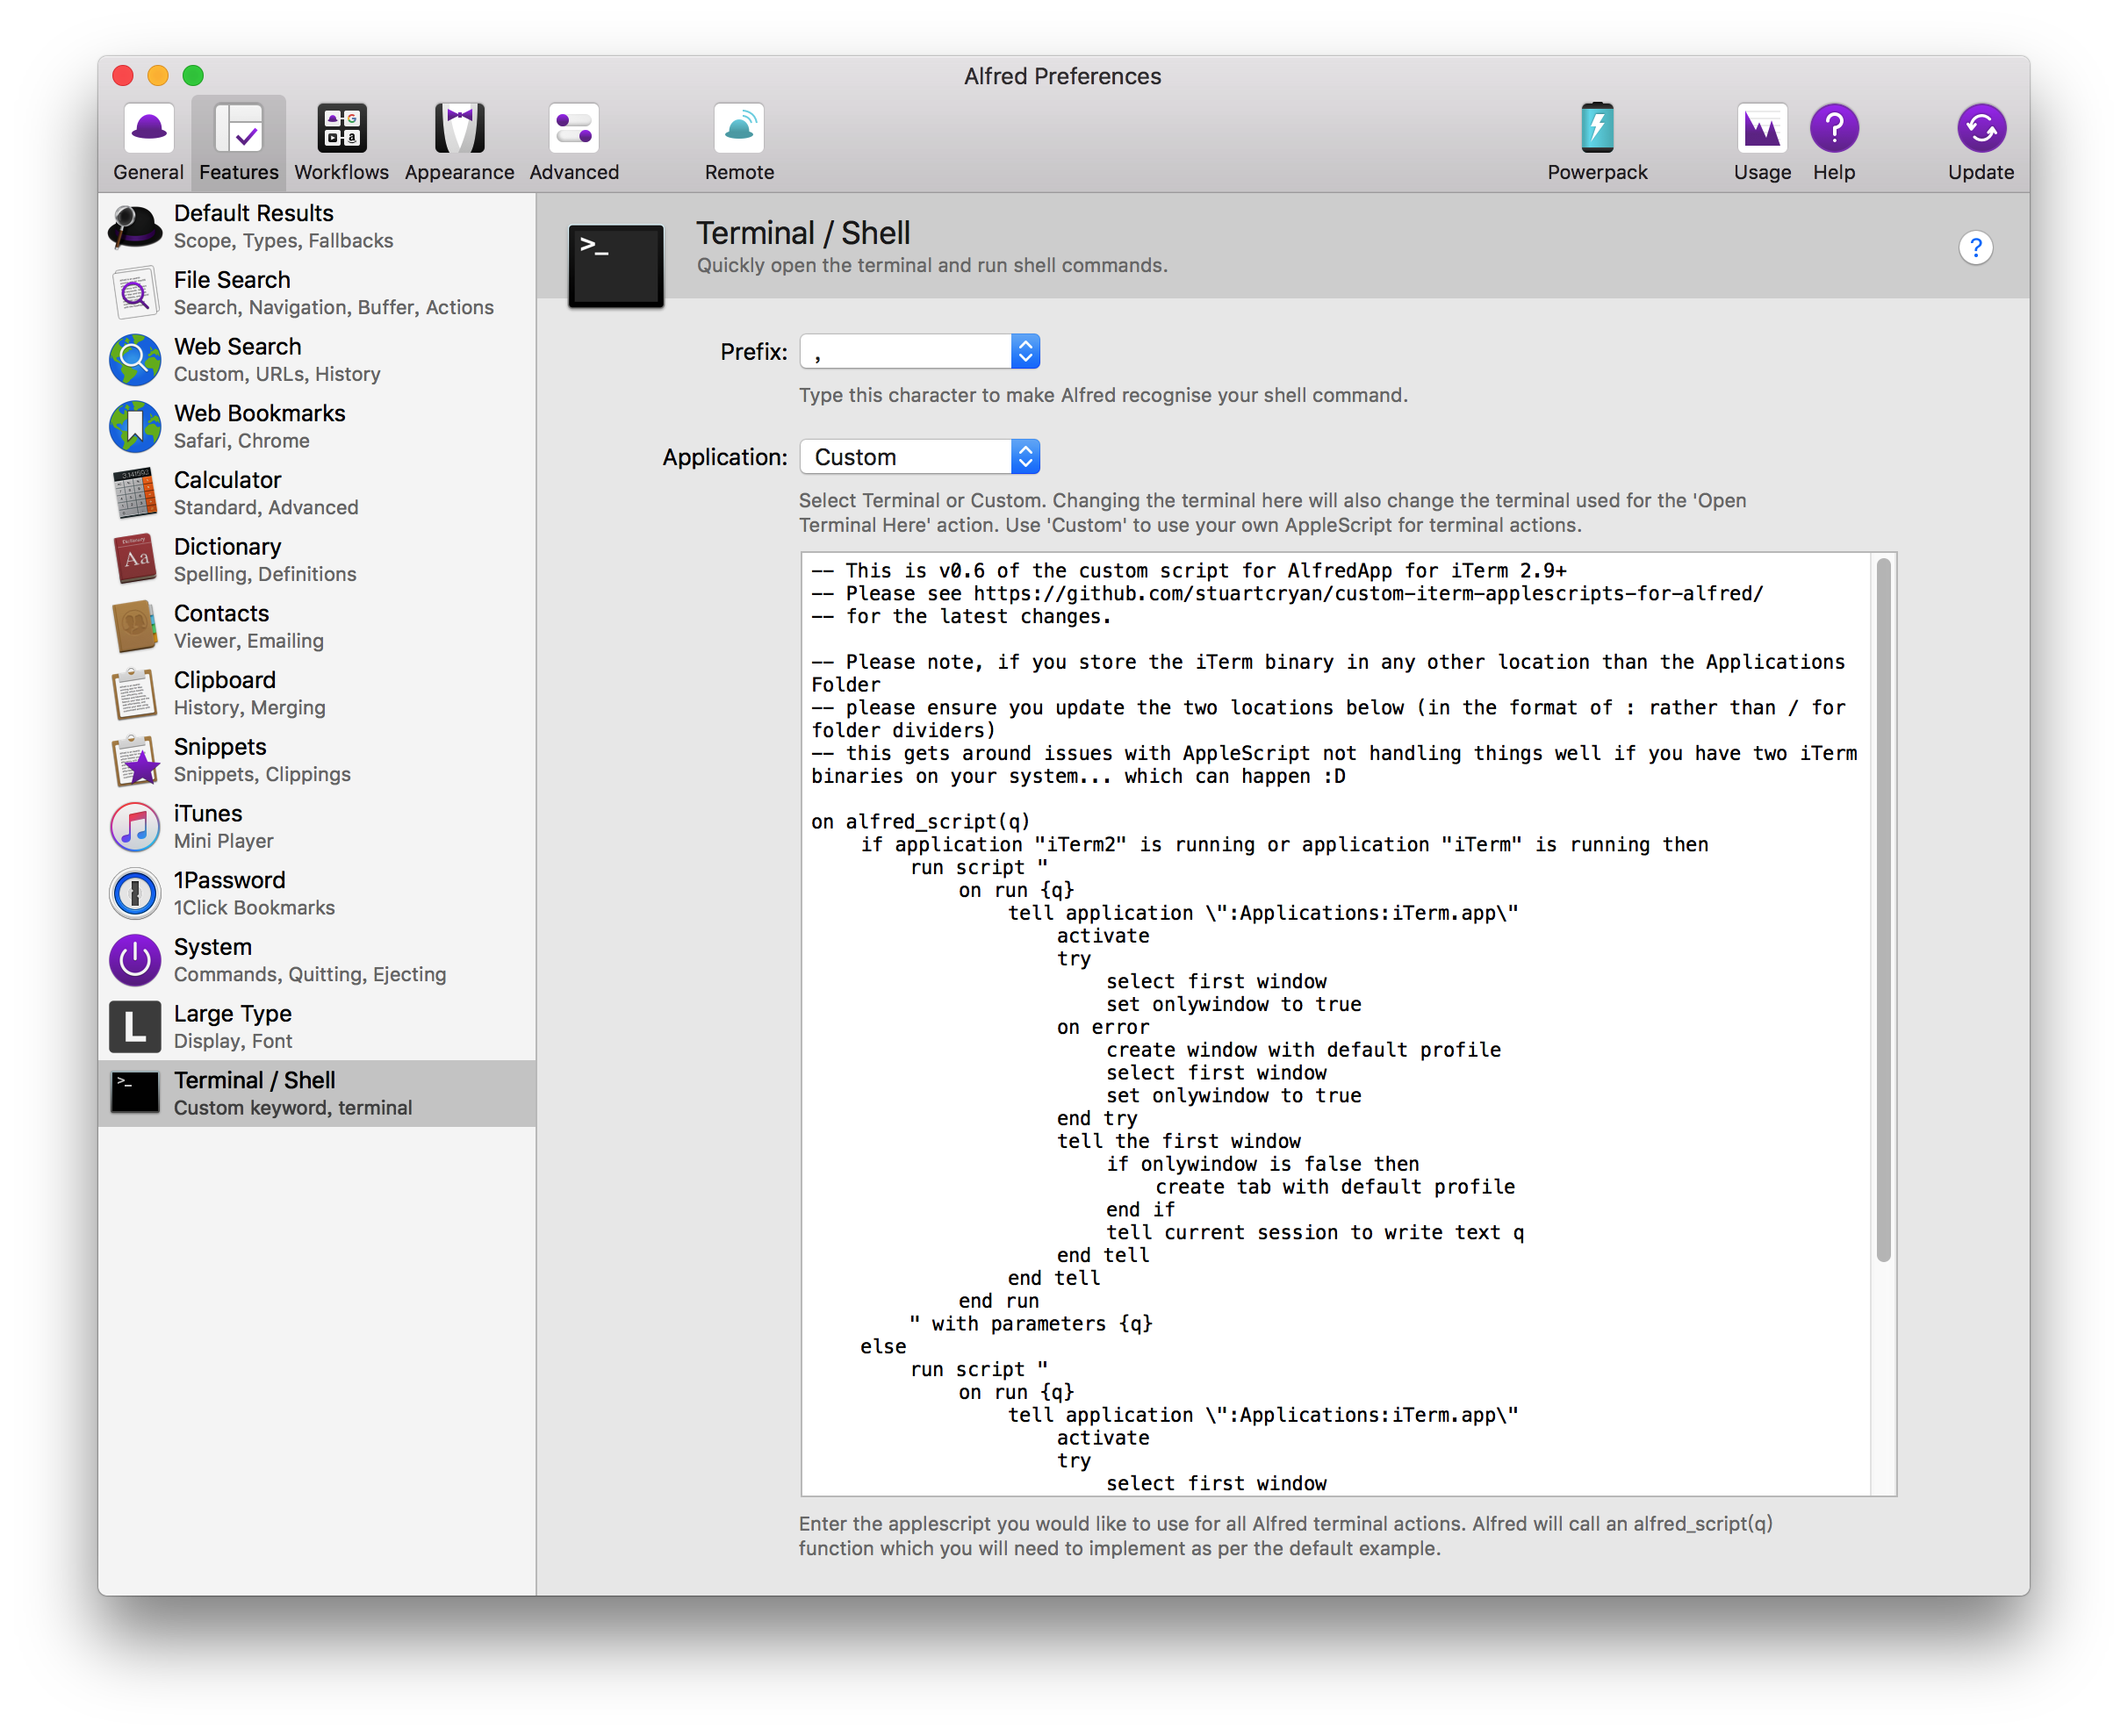 Alfred Preferences
General
Features
Workflows
Appearance
Advanced
Remote
Powerpack
Usage
Help
Update
Default Results
Scope, Types, Fallbacks
File Search
Search, Navigation, Buffer, Actions
Web Search
Custom, URLs, History
Web Bookmarks
Safari, Chrome
Calculator
Standard, Advanced
Dictionary
Spelling, Definitions
Contacts
Viewer, Emailing
Clipboard
History, Merging
Snippets
Snippets, Clippings
iTunes
Mini Player
1Password
1Click Bookmarks
System
Commands, Quitting, Ejecting
L
Large Type
Display, Font
>_
Terminal / Shell
Custom keyword, terminal
>_
Terminal / Shell
Quickly open the terminal and run shell commands.
?
Prefix: ,
Type this character to make Alfred recognise your shell command.
Application: Custom
Select Terminal or Custom. Changing the terminal here will also change the terminal used for the 'Open
Terminal Here' action. Use 'Custom' to use your own AppleScript for terminal actions.
-- This is v0.6 of the custom script for AlfredApp for iTerm 2.9+
-- Please see https://github.com/stuartcryan/custom-iterm-applescripts-for-alfred/
-- for the latest changes.
-- Please note, if you store the iTerm binary in any other location than the Applications
Folder
-- please ensure you update the two locations below (in the format of : rather than / for
folder dividers)
-- this gets around issues with AppleScript not handling things well if you have two iTerm
binaries on your system... which can happen :D
on alfred_script(q)
if application "iTerm2" is running or application "iTerm" is running then
run script "
on run {q}
tell application \":Applications:iTerm.app\"
activate
try
select first window
set onlywindow to true
on error
create window with default profile
select first window
set onlywindow to true
end try
tell the first window
if onlywindow is false then
create tab with default profile
end if
tell current session to write text q
end tell
end tell
end run
" with parameters {q}
else
run script "
on run {q}
tell application \":Applications:iTerm.app\"
activate
try
select first window
Enter the applescript you would like to use for all Alfred terminal actions. Alfred will call an alfred_script(q)
function which you will need to implement as per the default example.